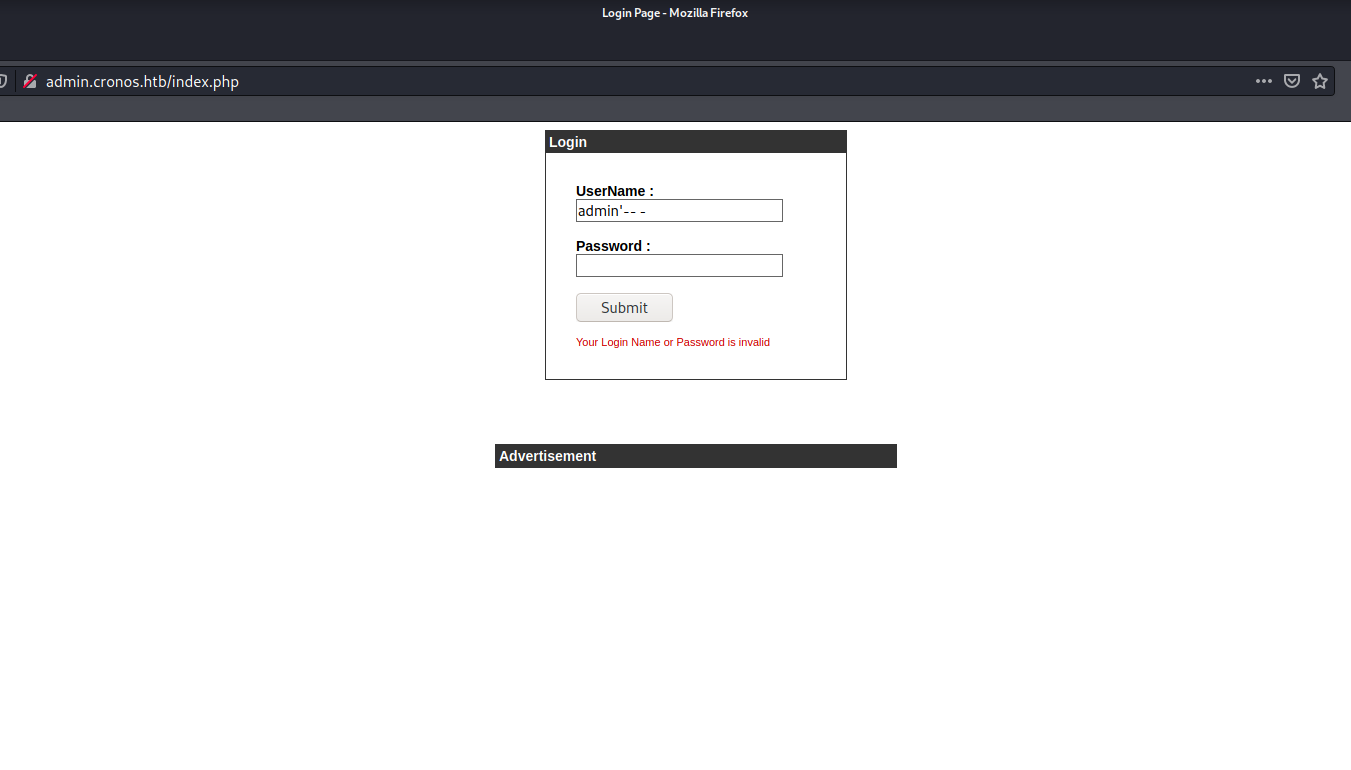 Login Page - Mozilla Firefox
admin.cronos.htb/index.php
Login
UserName :
admin'-- -
Password :
Submit
Your Login Name or Password is invalid
Advertisement